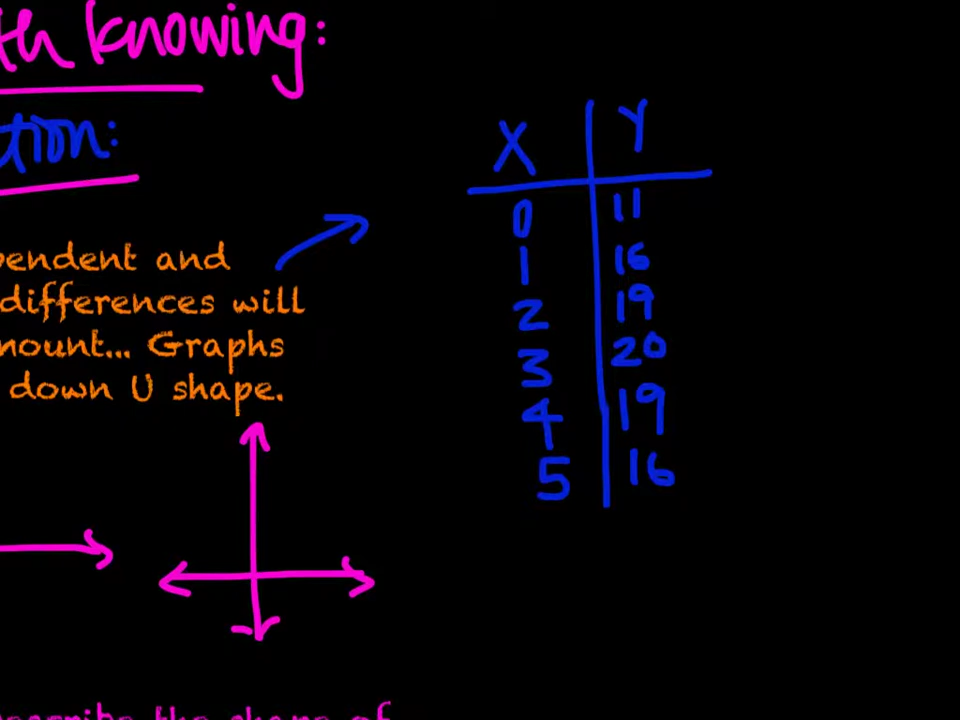 th knowing:
tion:
pendent and
differences will
mount... Graphs
down U shape.
X Y
0 11
1 16
2 19
3 20
4 19
5 16